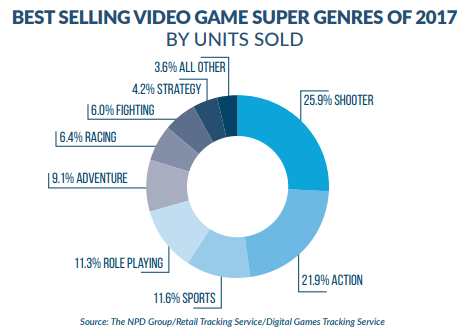 BEST SELLING VIDEO GAME SUPER GENRES OF 2017
BY UNITS SOLD
3.6% ALL OTHER
4.2% STRATEGY
6.0% FIGHTING
6.4% RACING
9.1% ADVENTURE
11.3% ROLE PLAYING
11.6% SPORTS
25.9% SHOOTER
21.9% ACTION
Source: The NPD Group/Retail Tracking Service/Digital Games Tracking Service